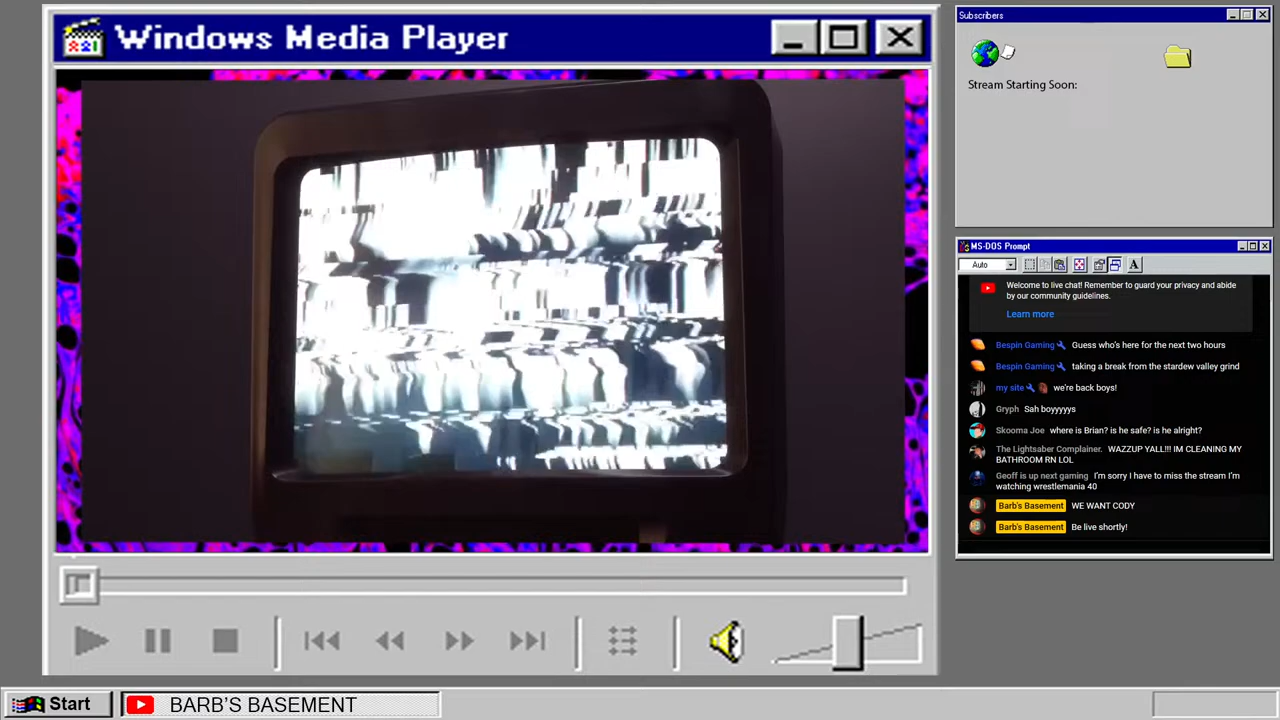 Windows Media Player
Subscribers
Stream Starting Soon:
MS-DOS Prompt
Auto
A
Welcome to live chat! Remember to guard your privacy and abide
by our community guidelines.
Learn more
Bespin Gaming Guess who's here for the next two hours
Bespin Gaming taking a break from the stardew valley grind
my site we're back boys!
Gryph Sah boyyyyys
Skooma Joe where is Brian? is he safe? is he alright?
The Lightsaber Complainer. WAZZUP YALL!!! IM CLEANING MY
BATHROOM RN LOL
Geoff is up next gaming I'm sorry I have to miss the stream I'm
watching wrestlemania 40
Barb's Basement WE WANT CODY
Barb's Basement Be live shortly!
Start
BARB'S BASEMENT